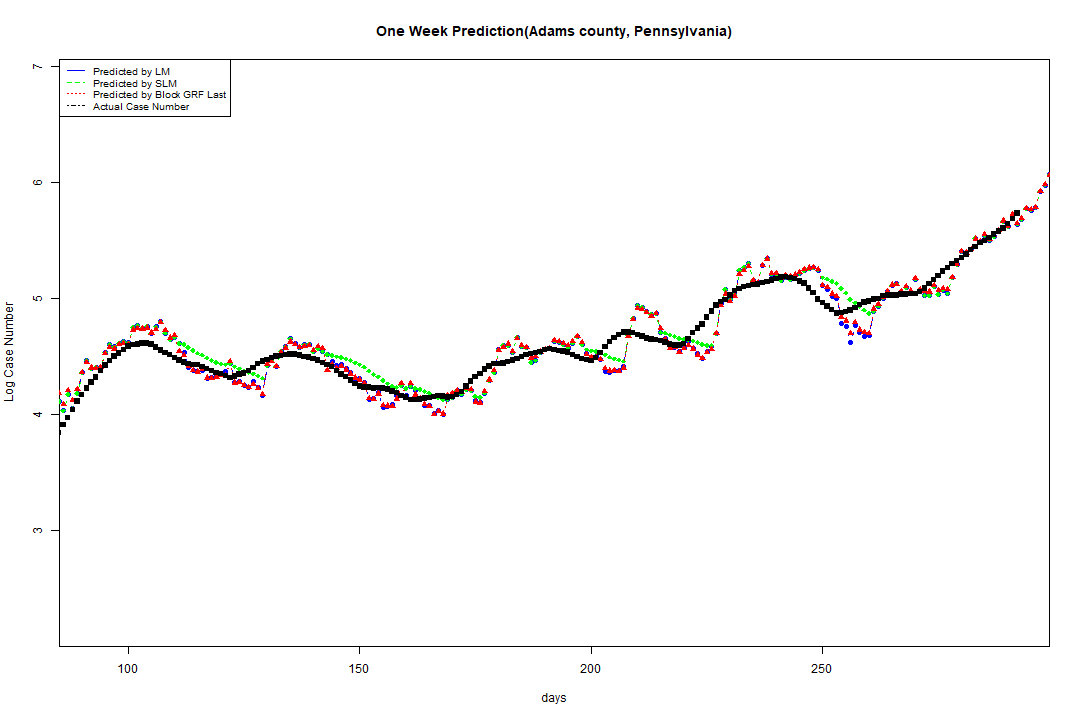 One Week Prediction(Adams county, Pennsylvania)
Predicted by LM
Predicted by SLM
Predicted by Block GRF Last
Actual Case Number
7
6
5
4
3
Log Case Number
100 150 200 250
days